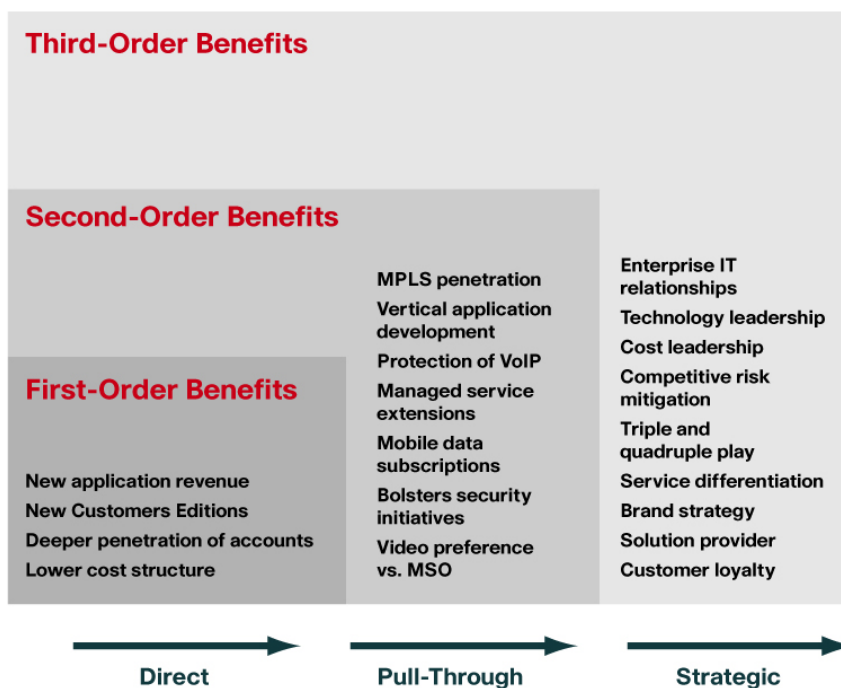 Third-Order Benefits
Second-Order Benefits
First-Order Benefits
New application revenue
New Customers Editions
Deeper penetration of accounts
Lower cost structure
MPLS penetration
Vertical application
development
Protection of VoIP
Managed service
extensions
Mobile data
subscriptions
Bolsters security
initiatives
Video preference
vs. MSO
Enterprise IT
relationships
Technology leadership
Cost leadership
Competitive risk
mitigation
Triple and
quadruple play
Service differentiation
Brand strategy
Solution provider
Customer loyalty
Direct
Pull-Through
Strategic